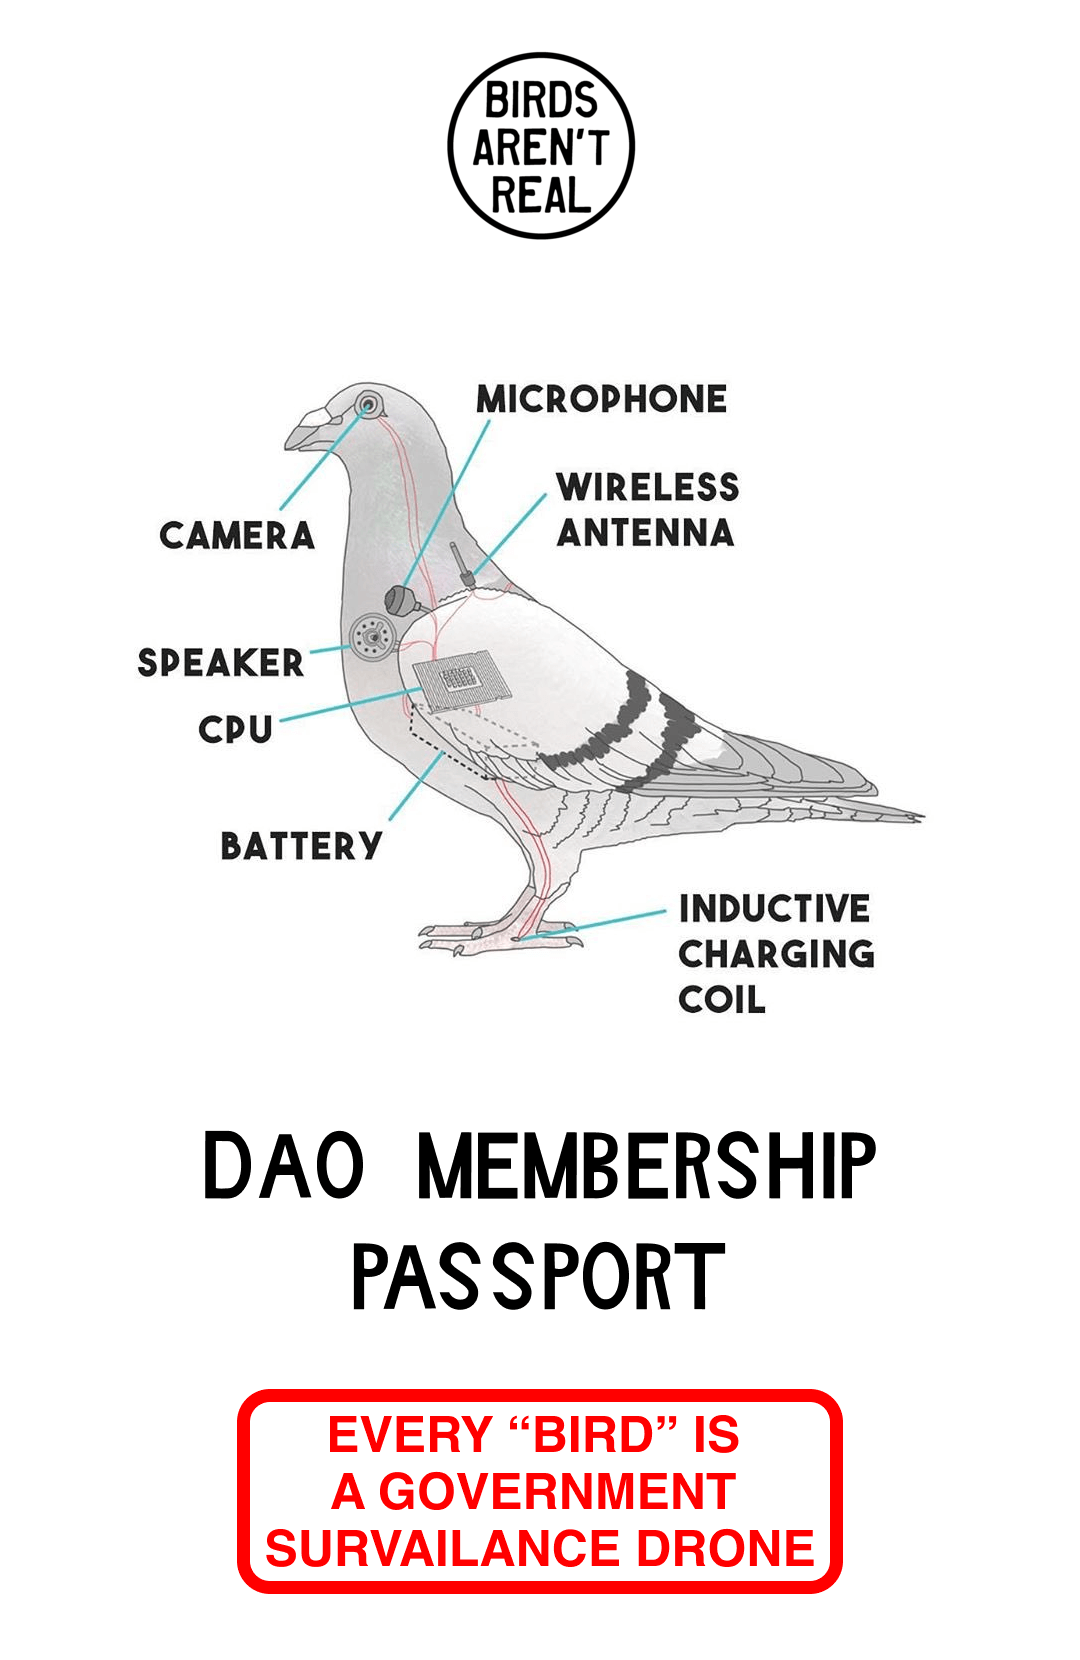 BIRDS
AREN'T
REAL
MICROPHONE
WIRELESS
ANTENNA
CAMERA
SPEAKER
CPU
BATTERY
INDUCTIVE
CHARGING
COIL
DAO MEMBERSHIP
PASSPORT
EVERY “BIRD” IS
A GOVERNMENT
SURVAILANCE DRONE